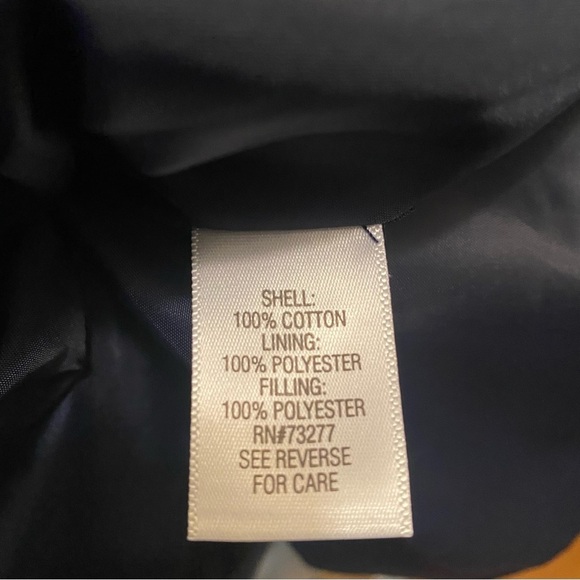 SHELL:
100% COTTON
LINING:
100% POLYESTER
FILLING:
100% POLYESTER
RN#73277
SEE REVERSE
FOR CARE